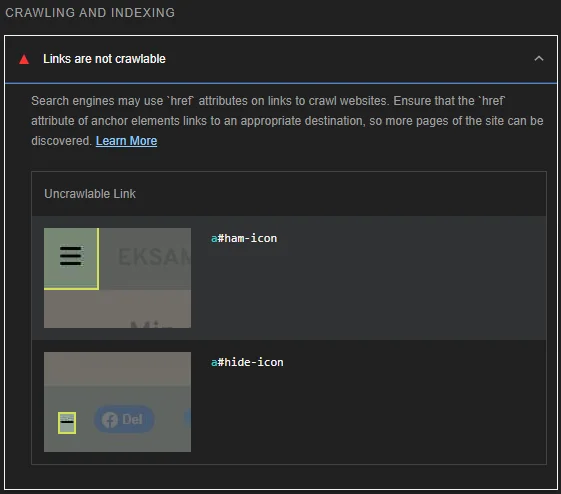 CRAWLING AND INDEXING
Links are not crawlable
Search engines may use `href` attributes on links to crawl websites. Ensure that the `href`
attribute of anchor elements links to an appropriate destination, so more pages of the site can be
discovered. Learn More
Uncrawlable Link
EKSAM
a#ham-icon
Min
a#hide-icon
Del